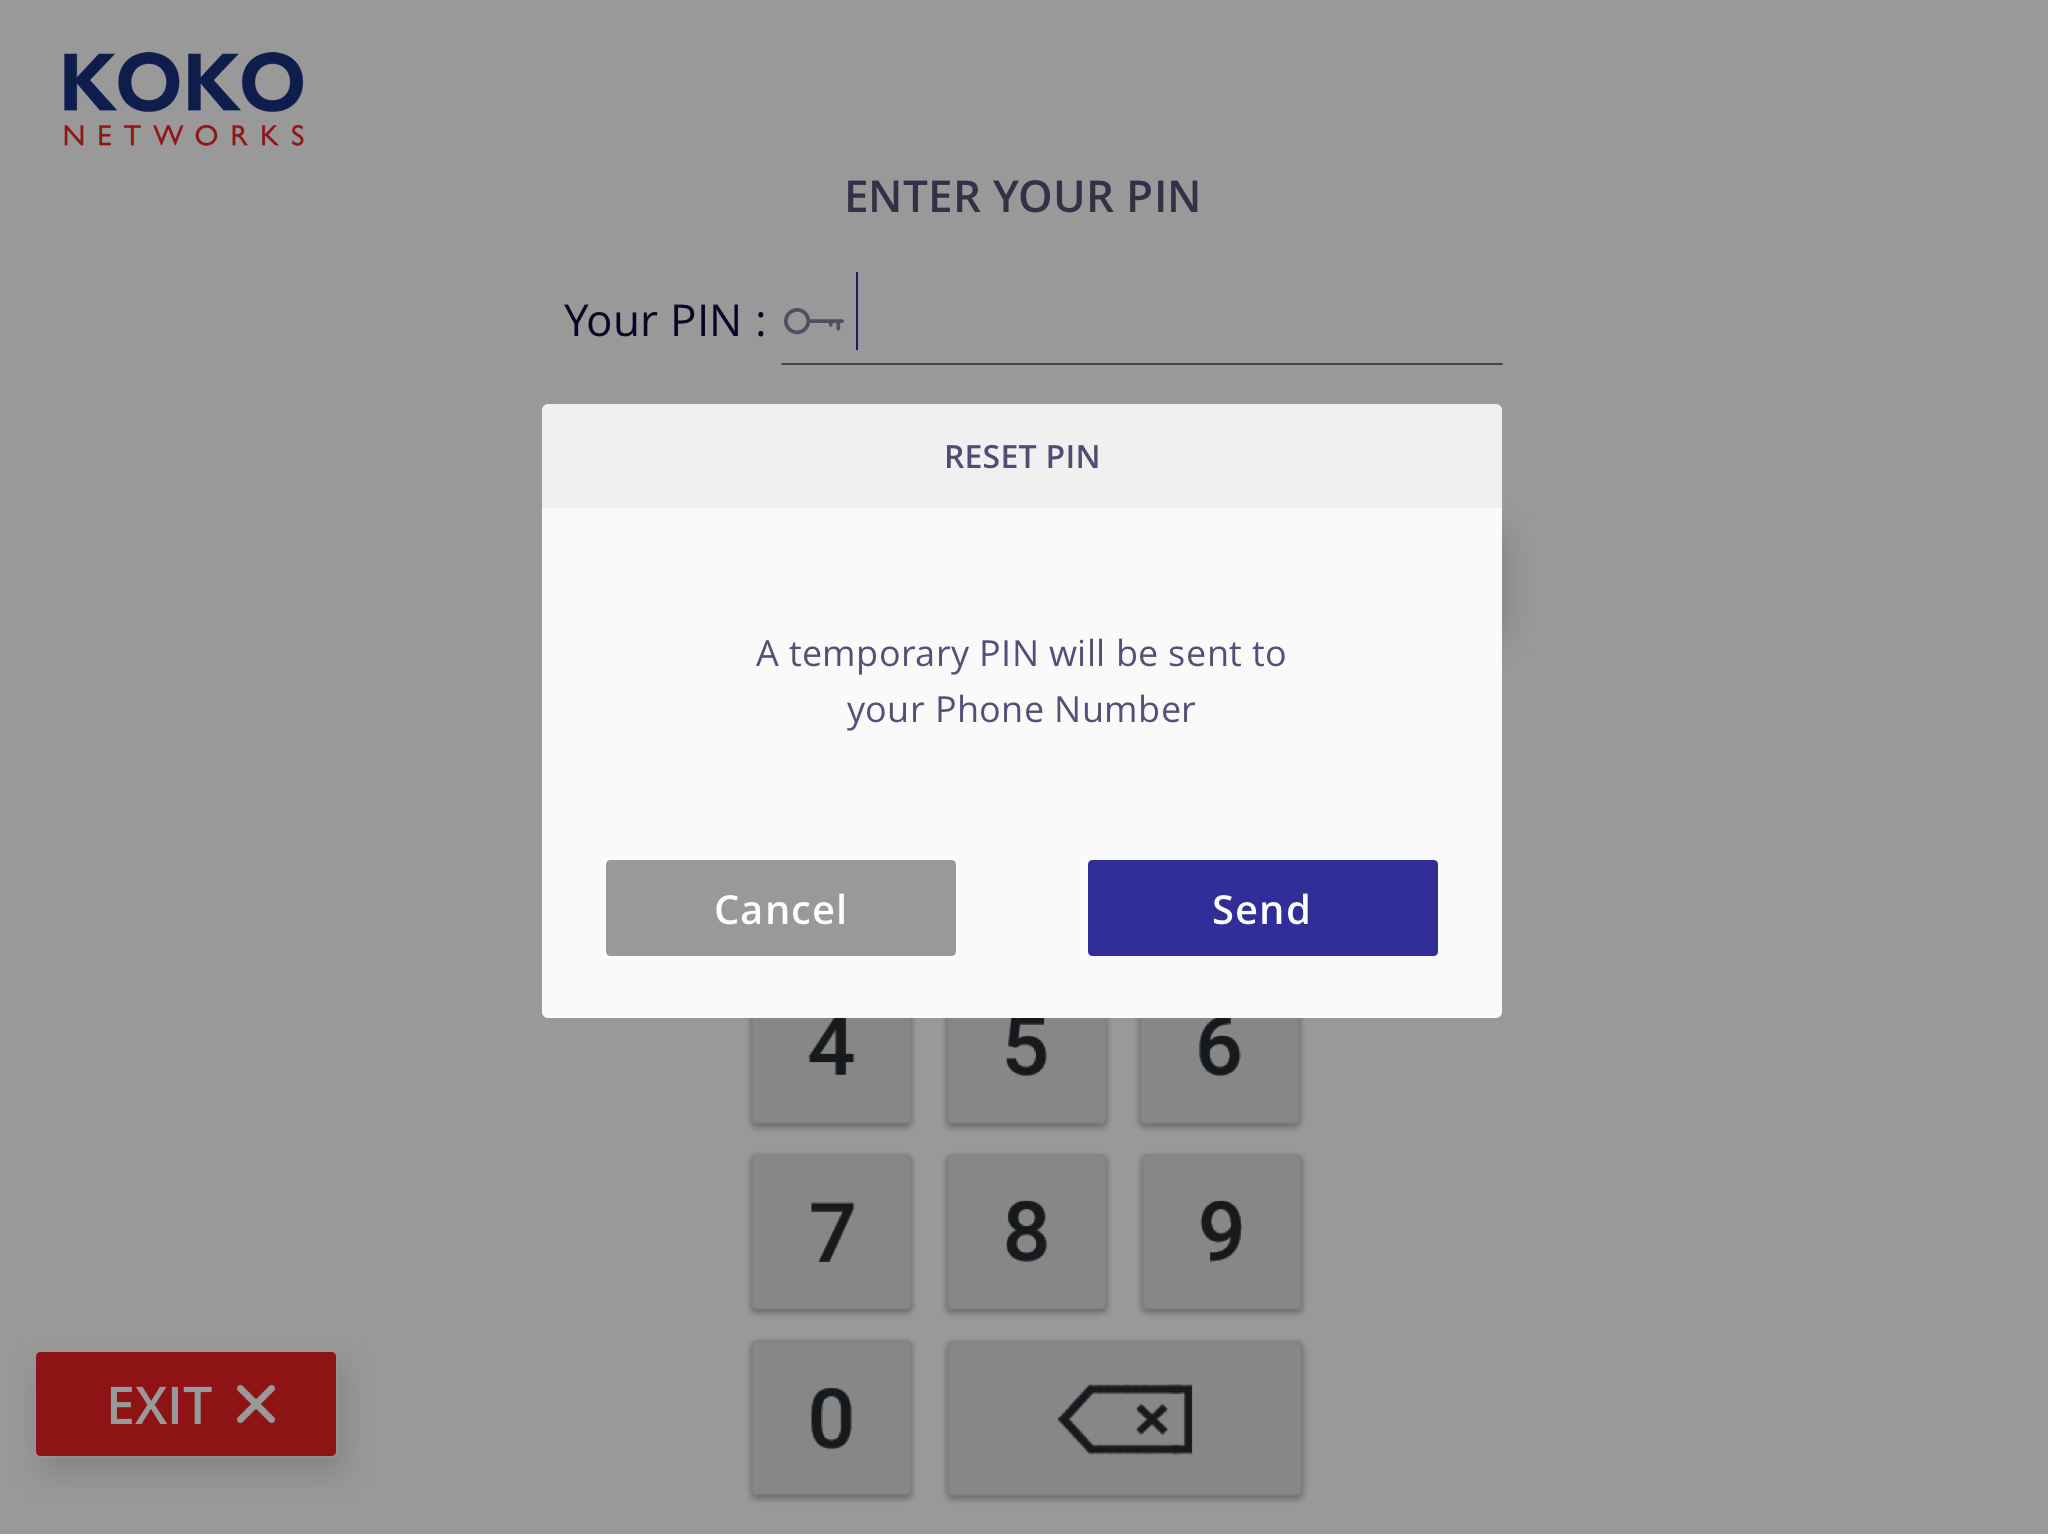 KOKO
NETWORKS
ENTER YOUR PIN
Your PIN :
RESET PIN
A temporary PIN will be sent to
your Phone Number
Cancel
Send
4 5 6
7 8 9
0
EXIT